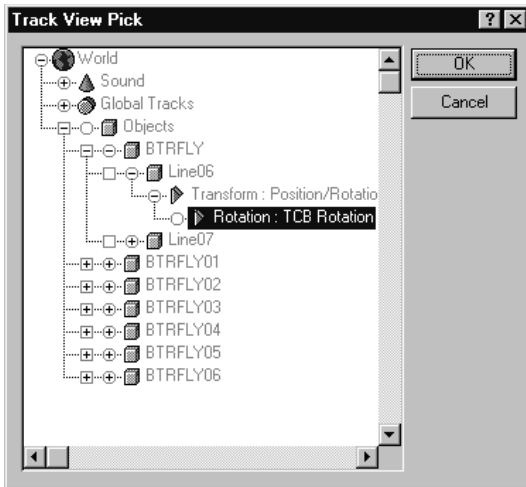 Track View Pick
World
Sound
Global Tracks
Objects
BTRFLY
Line06
Transform : Position/Rotatio
Rotation : TCB Rotation
Line07
BTRFLY01
BTRFLY02
BTRFLY03
BTRFLY04
BTRFLY05
BTRFLY06
OK
Cancel